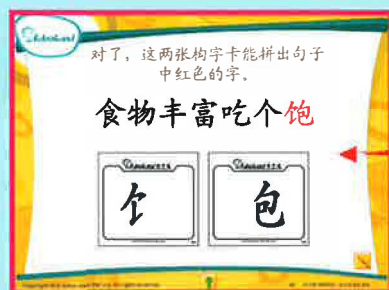 对了，这两张构字卡能拼出句子
中红色的字。
食物丰富吃个饱
饣
包